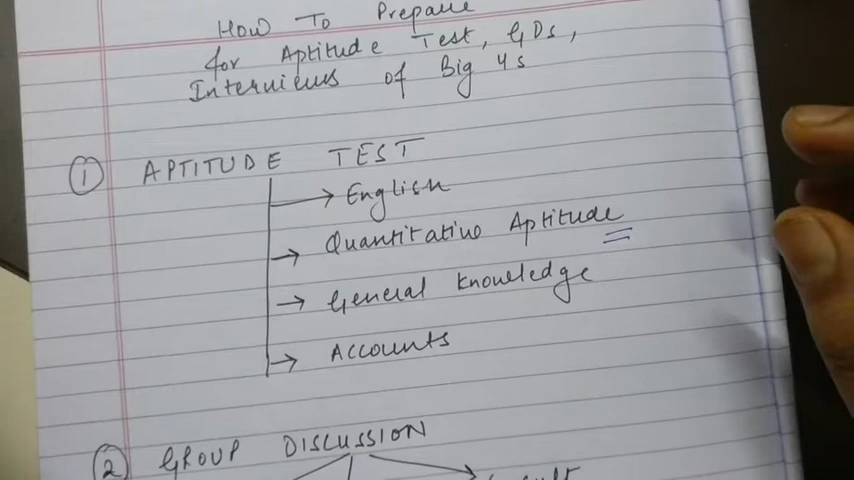 How To Prepare
for Aptitude Test, GDs,
Interviews of Big 4s
① APTITUDE TEST
→ English
→ Quantitative Aptitude
→ General Knowledge
→ Accounts
② GROUP DISCUSSION